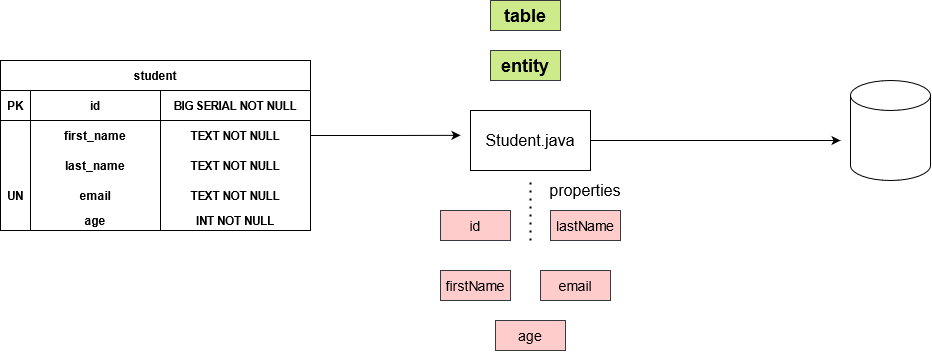 table
entity
student
PK id BIG SERIAL NOT NULL
first_name TEXT NOT NULL
last_name TEXT NOT NULL
UN email TEXT NOT NULL
age INT NOT NULL
Student.java
properties
id
lastName
firstName
email
age